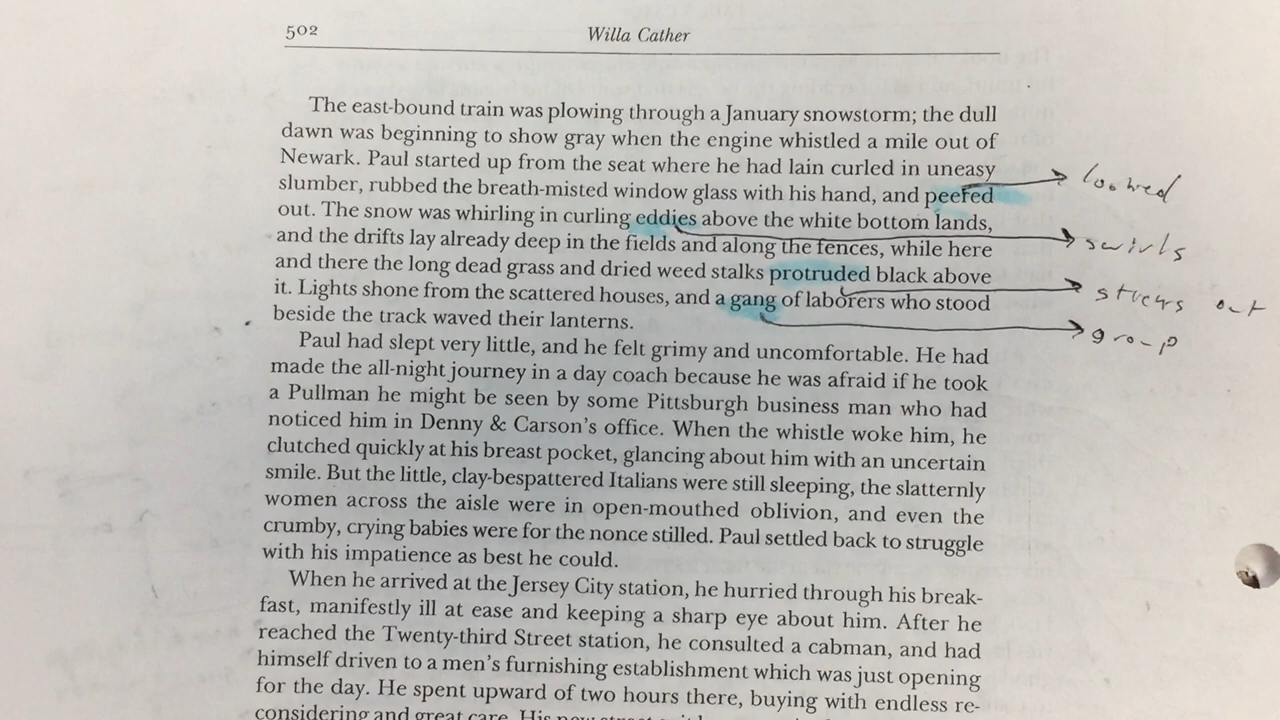 502 Willa Cather
The east-bound train was plowing through a January snowstorm; the dull
dawn was beginning to show gray when the engine whistled a mile out of
Newark. Paul started up from the seat where he had lain curled in uneasy
slumber, rubbed the breath-misted window glass with his hand, and peered
looked
out. The snow was whirling in curling eddies above the white bottom lands,
swirls
and the drifts lay already deep in the fields and along the fences, while here
and there the long dead grass and dried weed stalks protruded black above
sticks out
it. Lights shone from the scattered houses, and a gang of laborers who stood
group
beside the track waved their lanterns.
Paul had slept very little, and he felt grimy and uncomfortable. He had
made the all-night journey in a day coach because he was afraid if he took
a Pullman he might be seen by some Pittsburgh business man who had
noticed him in Denny & Carson's office. When the whistle woke him, he
clutched quickly at his breast pocket, glancing about him with an uncertain
smile. But the little, clay-bespattered Italians were still sleeping, the slatternly
women across the aisle were in open-mouthed oblivion, and even the
crumby, crying babies were for the nonce stilled. Paul settled back to struggle
with his impatience as best he could.
When he arrived at the Jersey City station, he hurried through his break-
fast, manifestly ill at ease and keeping a sharp eye about him. After he
reached the Twenty-third Street station, he consulted a cabman, and had
himself driven to a men's furnishing establishment which was just opening
for the day. He spent upward of two hours there, buying with endless re-
considering and great care. His new street